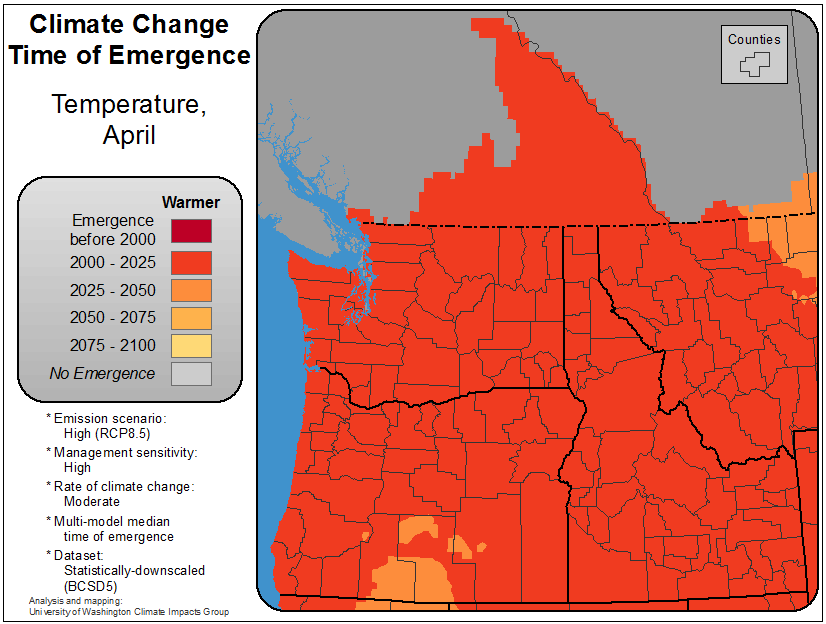 Climate Change
Time of Emergence
Temperature,
April
Warmer
Emergence
before 2000
2000 - 2025
2025 - 2050
2050 - 2075
2075 - 2100
No Emergence
* Emission scenario:
High (RCP8.5)
* Management sensitivity:
High
* Rate of climate change:
Moderate
* Multi-model median
time of emergence
* Dataset:
Statistically-downscaled
(BCSD5)
Analysis and mapping:
University of Washington Climate Impacts Group
Counties